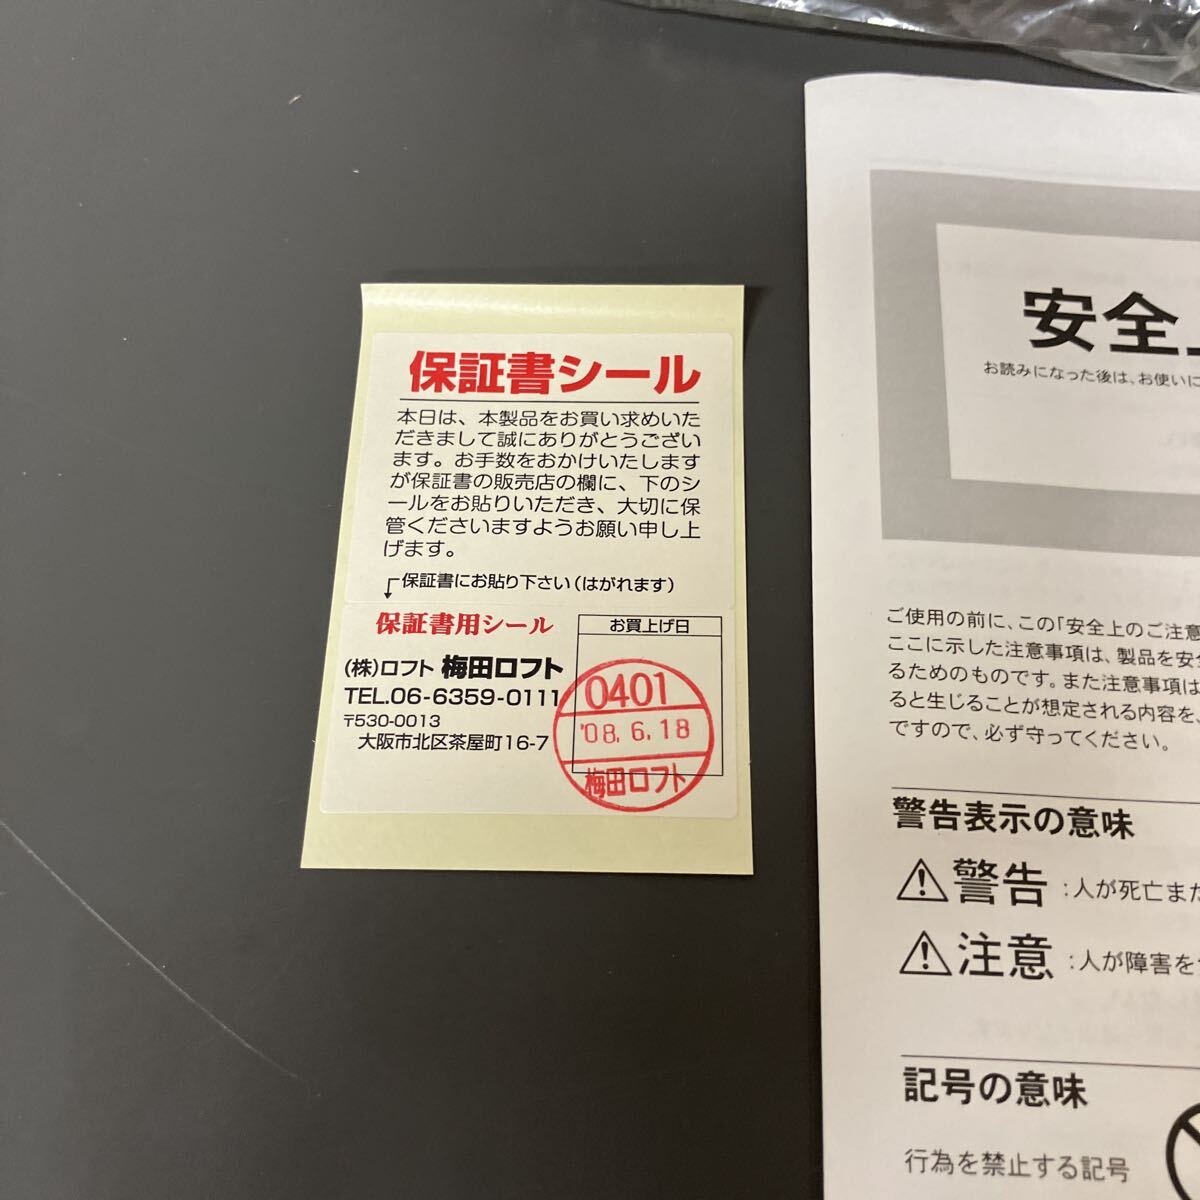 保証書シール
本日は、本製品をお買い求めいた
だきまして誠にありがとうござい
ます。お手数をおかけいたします
が保証書の販売店の欄に、下のシ
ールをお貼りいただき、大切に保
管くださいますようお願い申し上
げます。
保証書にお貼り下さい(はがれます)
保証書用シール
(株)ロフト 梅田ロフト
TEL.06-6359-0111
〒530-0013
大阪市北区茶屋町16-7
お買上げ日
0401
'08.6.18
梅田ロフト
安全
お読みになった後は、お使いに
ご使用の前に、この「安全上のご注意
ここに示した注意事項は、製品を安
るためのものです。また注意事項は
ると生じることが想定される内容を、
ですので、必ず守ってください。
警告表示の意味
警告:人が死亡また
注意:人が障害を
記号の意味
行為を禁止する記号